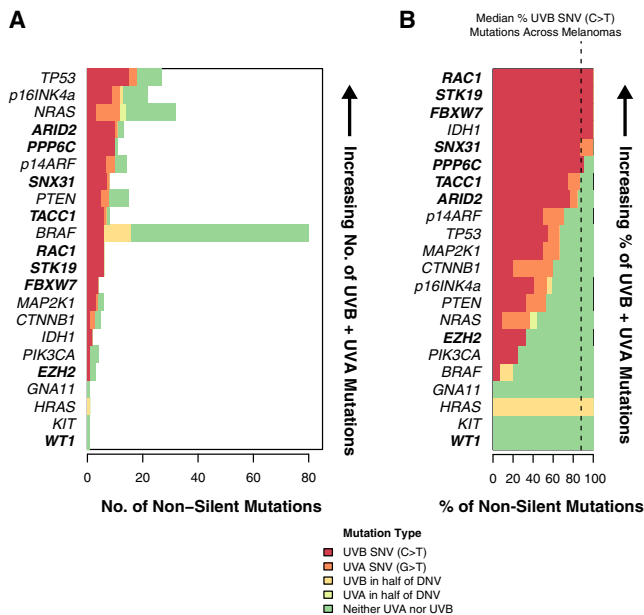 A
B
Median % UVB SNV (C>T)
Mutations Across Melanomas
TP53
p16INK4a
NRAS
ARID2
PPP6C
p14ARF
SNX31
PTEN
TACC1
BRAF
RAC1
STK19
FBXW7
MAP2K1
CTNNB1
IDH1
PIK3CA
EZH2
GNA11
HRAS
KIT
WT1
0 20 40 60 80
No. of Non–Silent Mutations
Increasing No. of UVB + UVA Mutations
RAC1
STK19
FBXW7
IDH1
SNX31
PPP6C
TACC1
ARID2
p14ARF
TP53
MAP2K1
CTNNB1
p16INK4a
PTEN
NRAS
EZH2
PIK3CA
BRAF
GNA11
HRAS
KIT
WT1
0 20 40 60 80 100
% of Non-Silent Mutations
Increasing % of UVB + UVA Mutations
Mutation Type
UVB SNV (C>T)
UVA SNV (G>T)
UVB in half of DNV
UVA in half of DNV
Neither UVA nor UVB